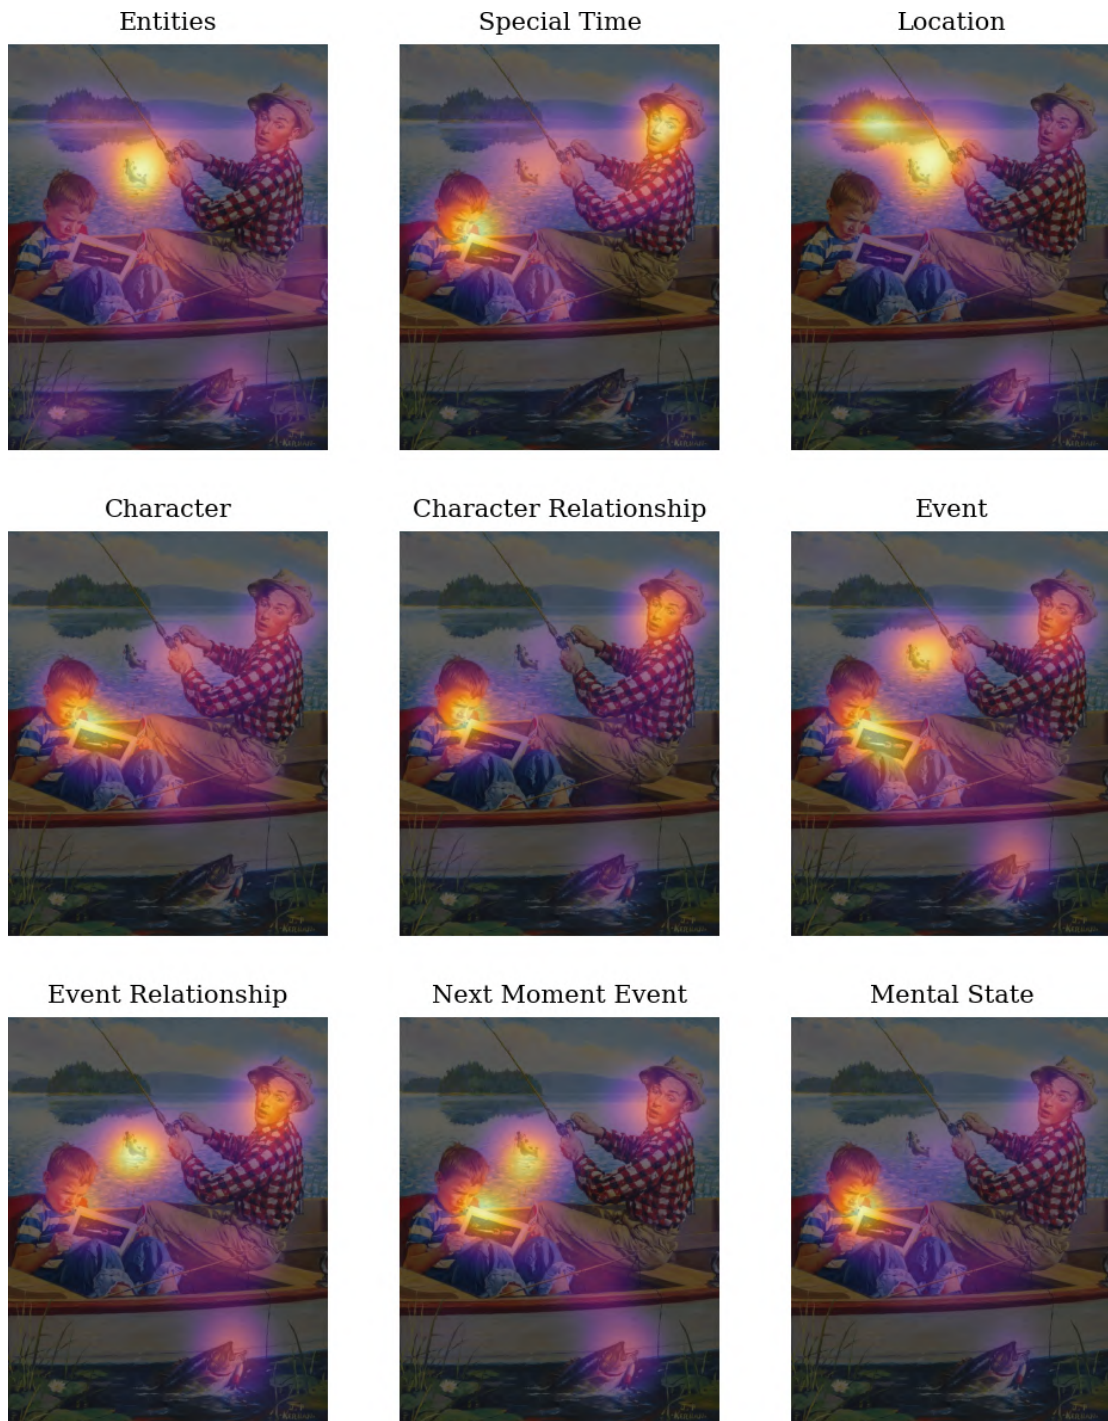 Entities
Special Time
Location
Character
Character Relationship
Event
Event Relationship
Next Moment Event
Mental State